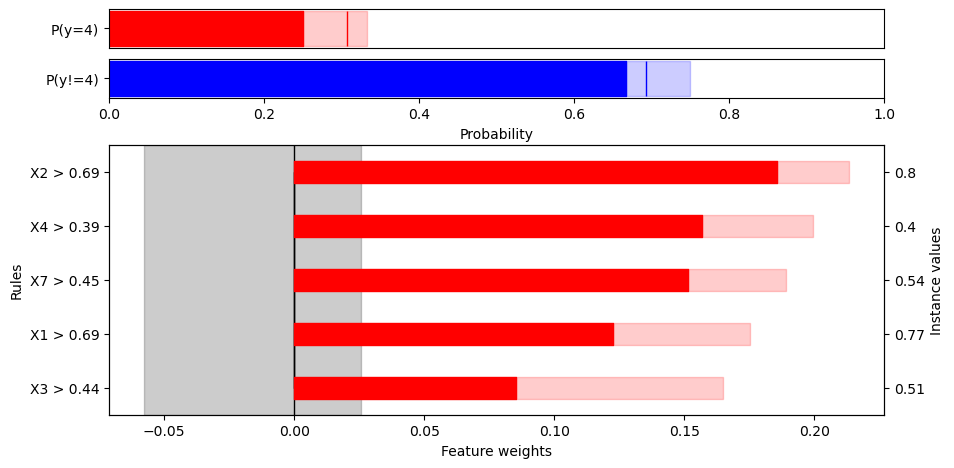 P(y=4)
P(y!=4)
0.0 0.2 0.4 0.6 0.8 1.0
Probability
X2 > 0.69 0.8
X4 > 0.39 0.4
X7 > 0.45 0.54
X1 > 0.69 0.77
X3 > 0.44 0.51
Rules
Instance values
−0.05 0.00 0.05 0.10 0.15 0.20
Feature weights